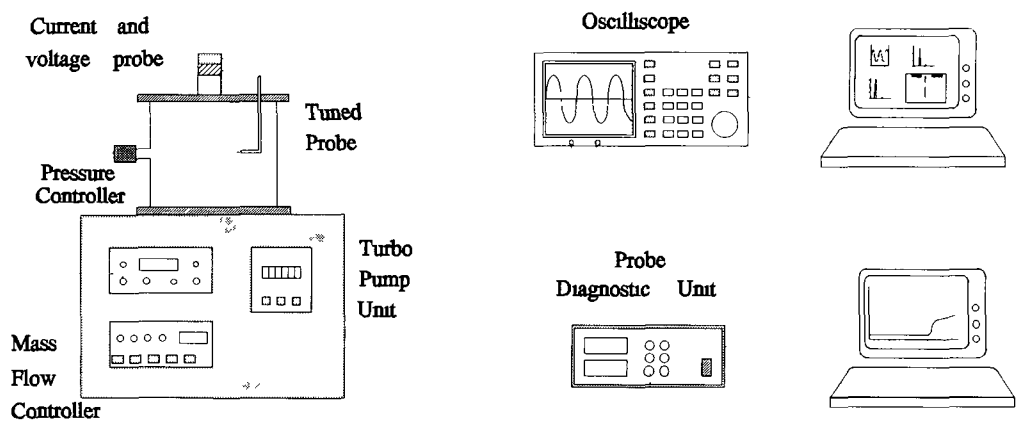 Current and
voltage probe
Tuned
Probe
Pressure
Controller
Turbo
Pump
Unit
Mass
Flow
Controller
Oscilliscope
Probe
Diagnostic Unit